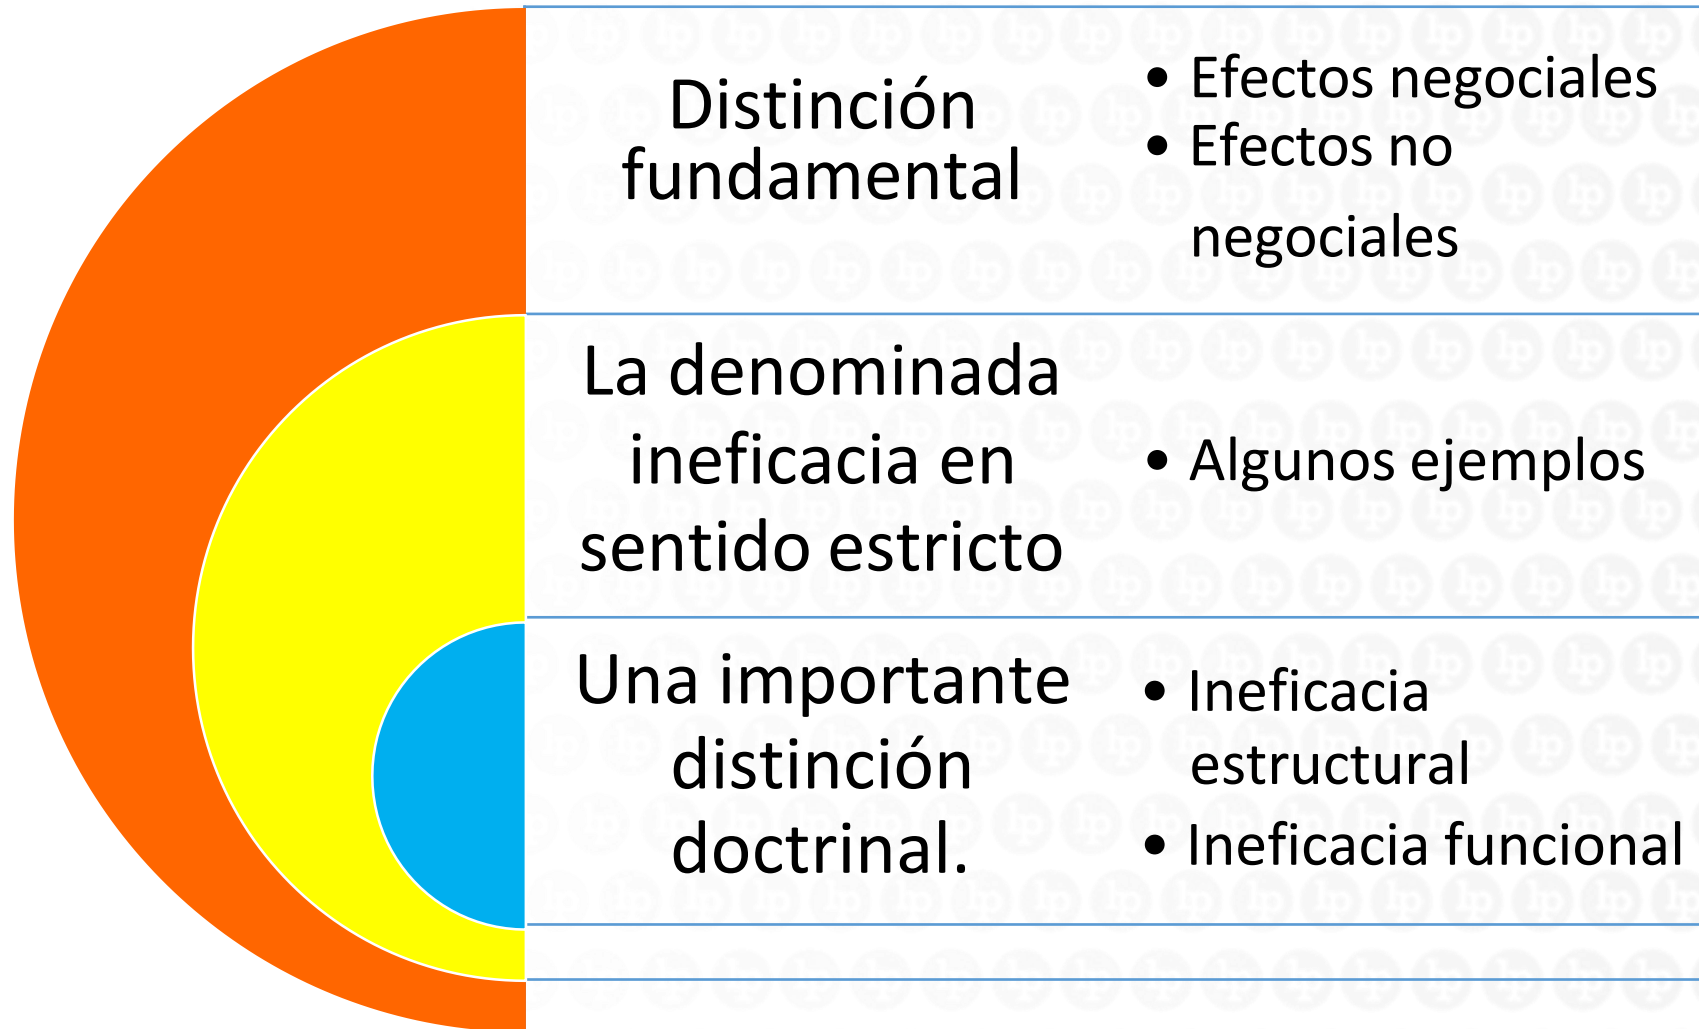 Distinción
fundamental
• Efectos negociales
• Efectos no
negociales
La denominada
ineficacia en
sentido estricto
• Algunos ejemplos
Una importante
distinción
doctrinal.
• Ineficacia
estructural
• Ineficacia funcional